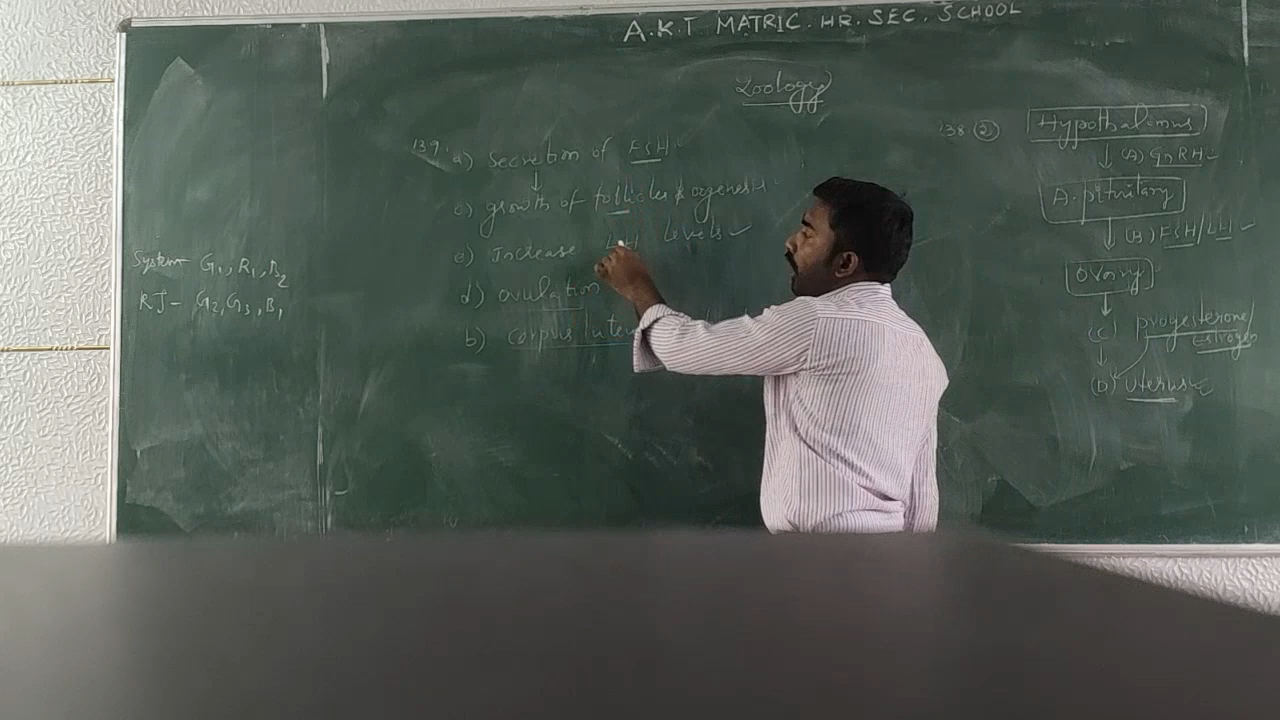 A.K.T MATRIC. HR. SEC. SCHOOL
Zoology
139. a) Secretion of FSH
↓
c) growth of follicles & oogenesis
e) Increase LH levels ✓
d) ovulation
b) corpus luteu
System - G1, R1, B2
RJ - G2, G3, B1
138 ② Hypothalamus
↓ (A) GnRH
A. pituitary
↓ (B) FSH/LH
Ovary
↓
(C) progesterone/
Estrogen
↓
(D) Uterus